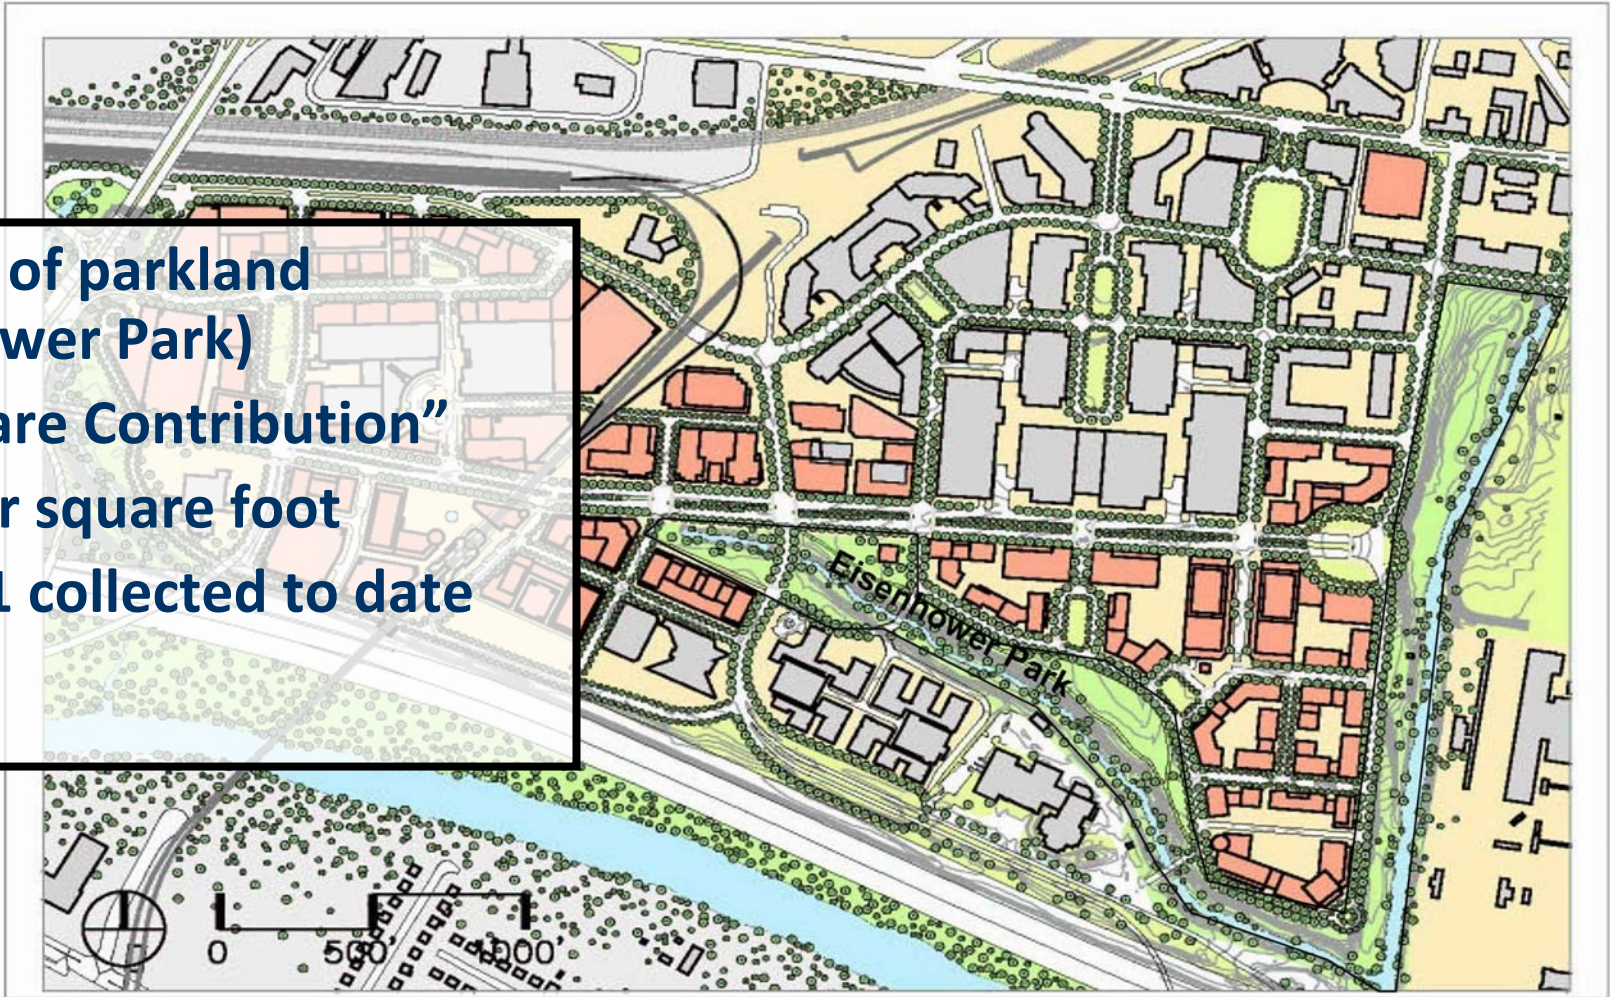 of parkland
wer Park)
are Contribution”
r square foot
1 collected to date
Eisenhower Park
0 500' 1000'